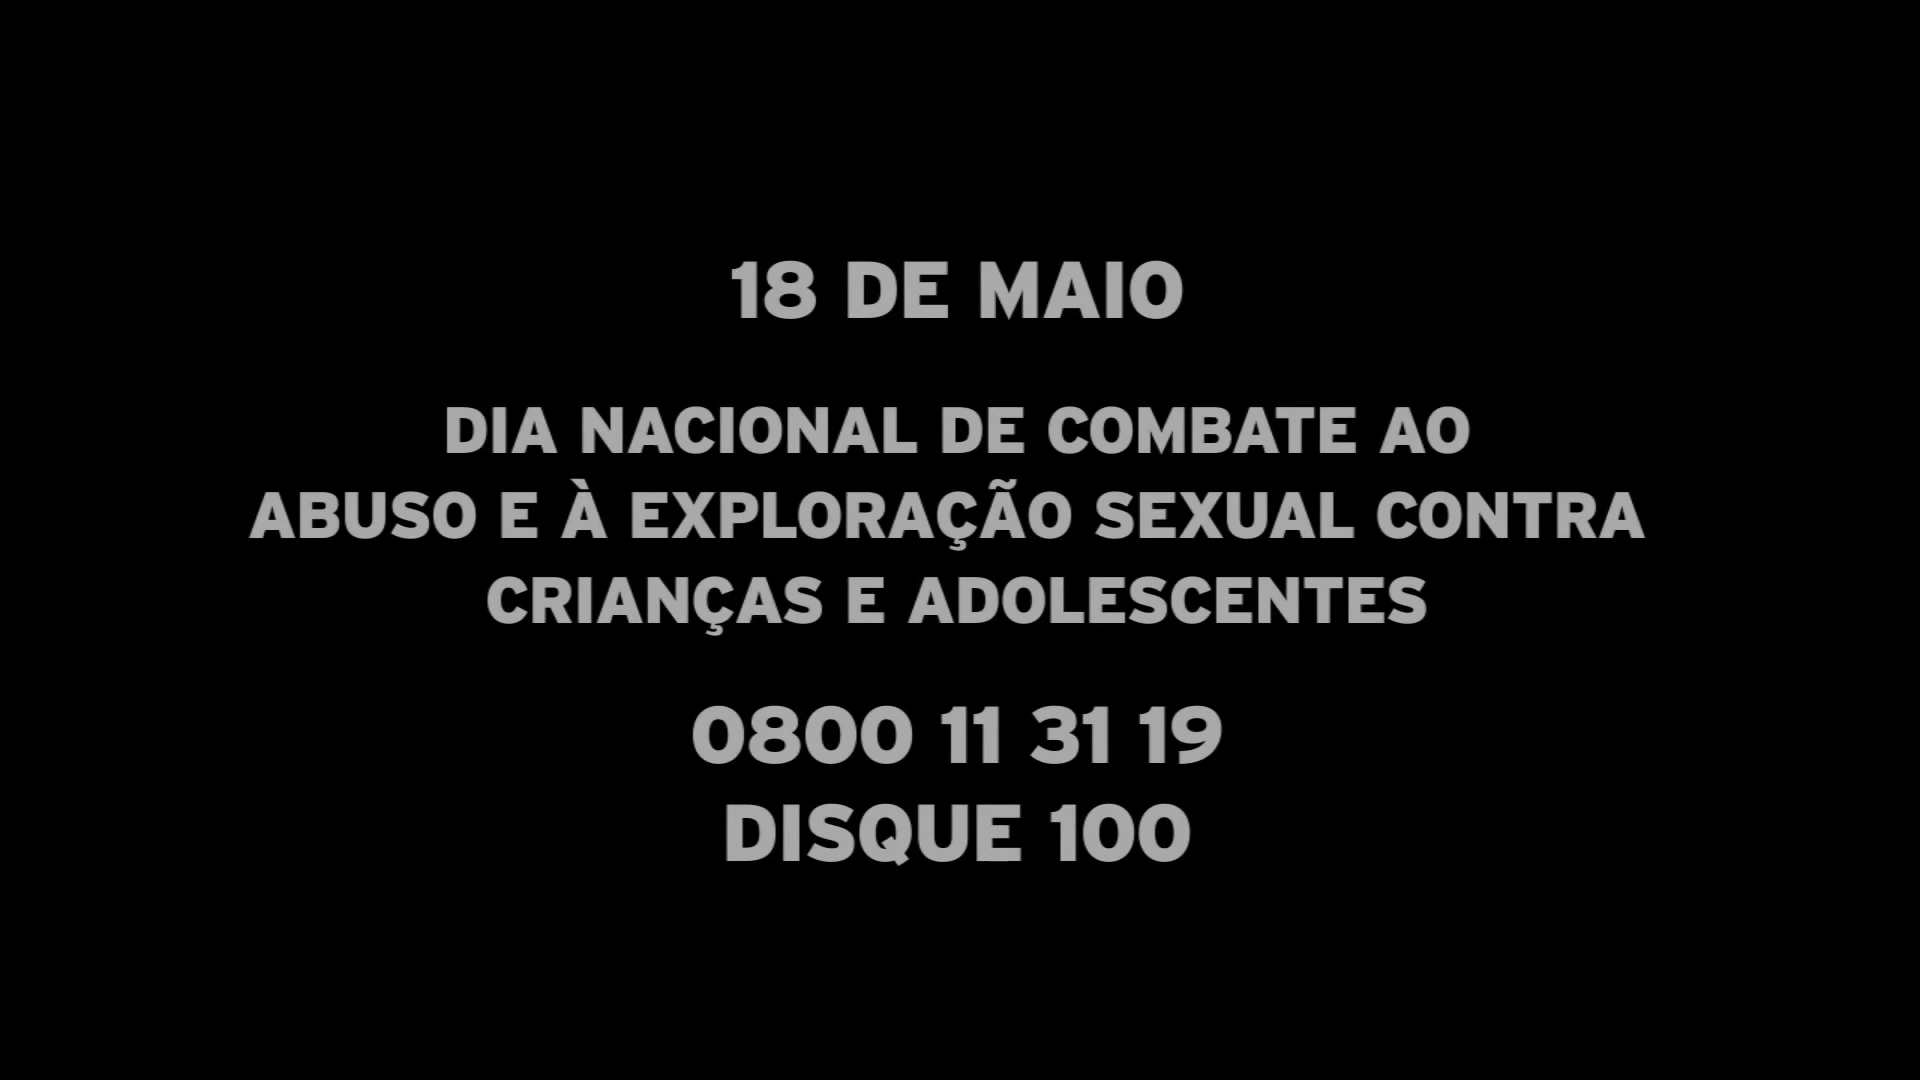 18 DE MAIO
DIA NACIONAL DE COMBATE AO
ABUSO E À EXPLORAÇÃO SEXUAL CONTRA
CRIANÇAS E ADOLESCENTES
0800 11 31 19
DISQUE 100